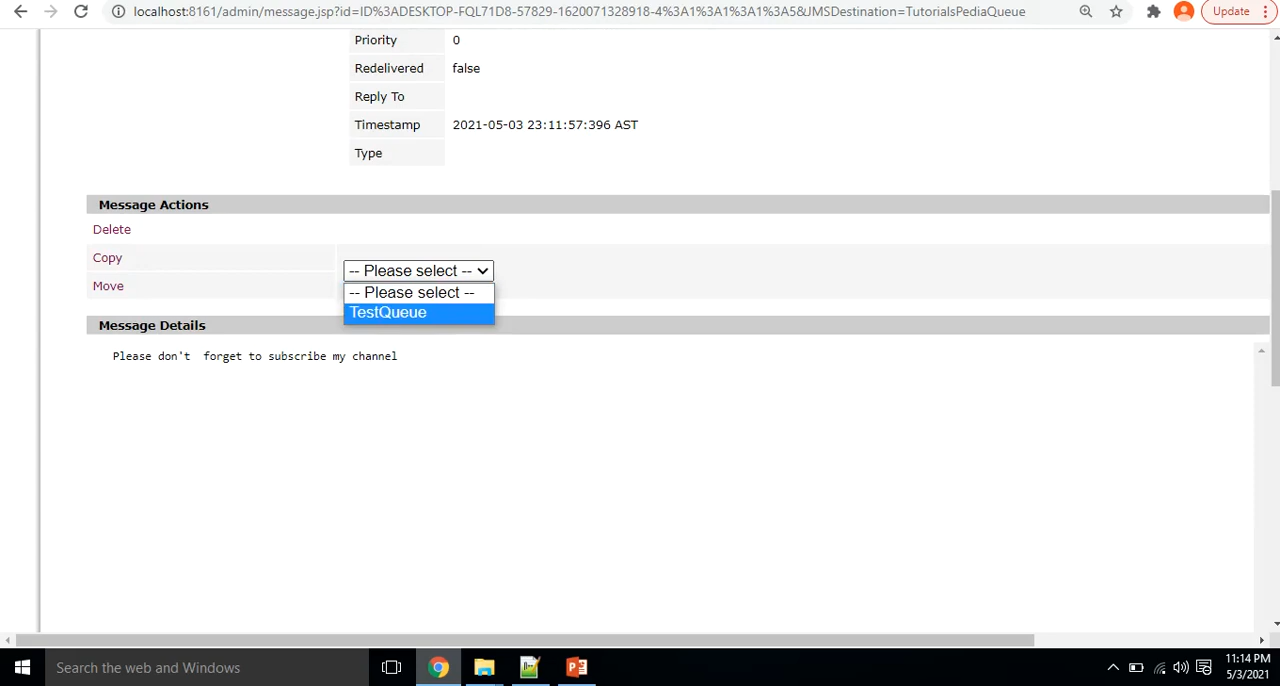 localhost:8161/admin/message.jsp?id=ID%3ADESKTOP-FQL71D8-57829-1620071328918-4%3A1%3A1%3A1%3A5&JMSDestination=TutorialsPediaQueue
Update
Priority 0
Redelivered false
Reply To
Timestamp 2021-05-03 23:11:57:396 AST
Type
Message Actions
Delete
Copy
-- Please select --
Move
-- Please select --
TestQueue
Message Details
Please don't  forget to subscribe my channel
Search the web and Windows
11:14 PM
5/3/2021